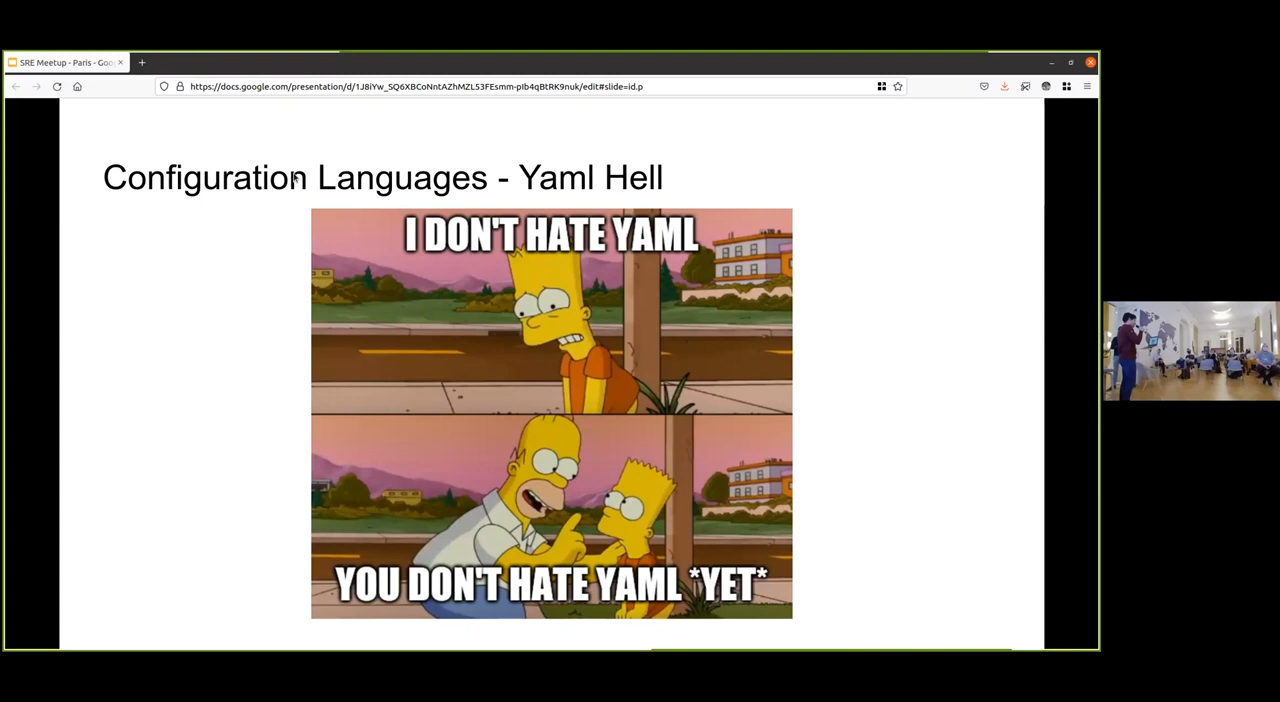 SRE Meetup - Paris - Goo
https://docs.google.com/presentation/d/1J8iYw_SQ6XBCoNntAZhMZL53FEsmm-pIb4qBtRK9nuk/edit#slide=id.p
Configuration Languages - Yaml Hell
I DON'T HATE YAML
YOU DON'T HATE YAML *YET*